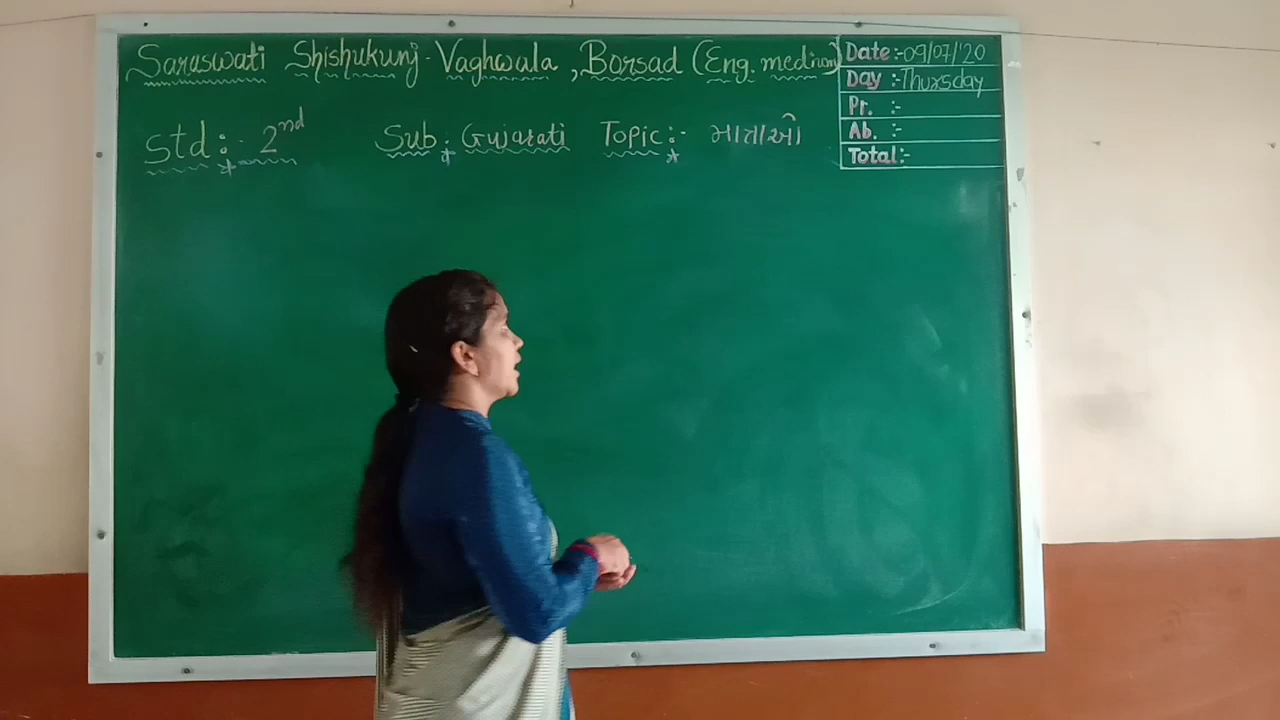 Saraswati Shishukunj - Vaghwala , Borsad (Eng. medium)
Date :- 09/07/'20
Day :- Thursday
Pr. :-
Ab. :-
Total:-
Std :- 2nd Sub :- Gujarati Topic :- માતાઓ